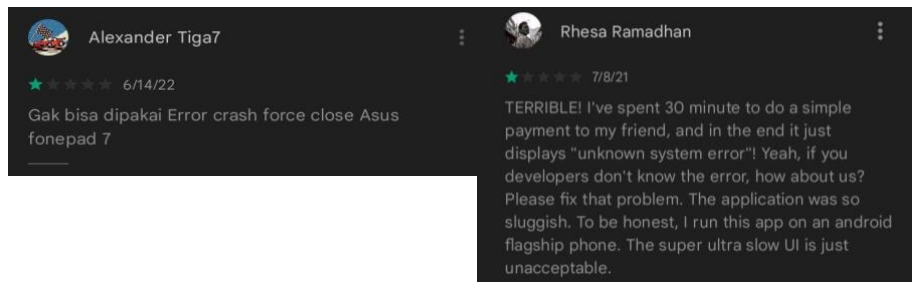 Alexander Tiga7
6/14/22
Gak bisa dipakai Error crash force close Asus
fonepad 7
Rhesa Ramadhan
7/8/21
TERRIBLE! I've spent 30 minute to do a simple
payment to my friend, and in the end it just
displays "unknown system error"! Yeah, if you
developers don't know the error, how about us?
Please fix that problem. The application was so
sluggish. To be honest, I run this app on an android
flagship phone. The super ultra slow UI is just
unacceptable.